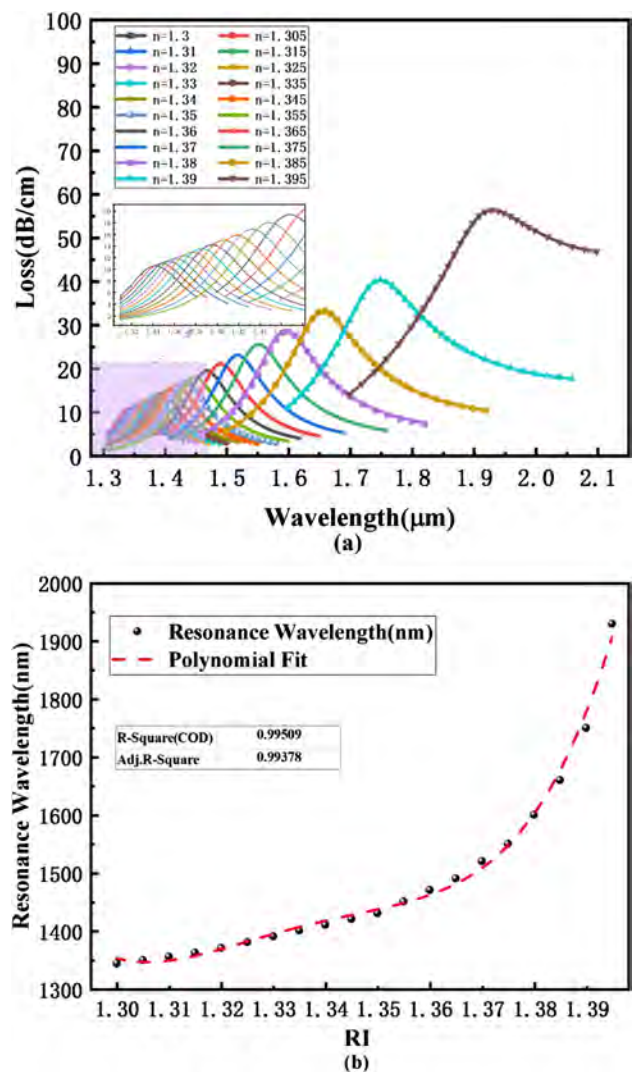 100
90
80
70
60
50
40
30
20
10
0
Loss(dB/cm)
n=1.3 n=1.305
n=1.31 n=1.315
n=1.32 n=1.325
n=1.33 n=1.335
n=1.34 n=1.345
n=1.35 n=1.355
n=1.36 n=1.365
n=1.37 n=1.375
n=1.38 n=1.385
n=1.39 n=1.395
1.3 1.4 1.5 1.6 1.7 1.8 1.9 2.0 2.1
Wavelength(μm)
(a)
2000
1900
1800
1700
1600
1500
1400
1300
Resonance Wavelength(nm)
Resonance Wavelength(nm)
Polynomial Fit
R-Square(COD) 0.99509
Adj.R-Square 0.99378
1.30 1.31 1.32 1.33 1.34 1.35 1.36 1.37 1.38 1.39
RI
(b)